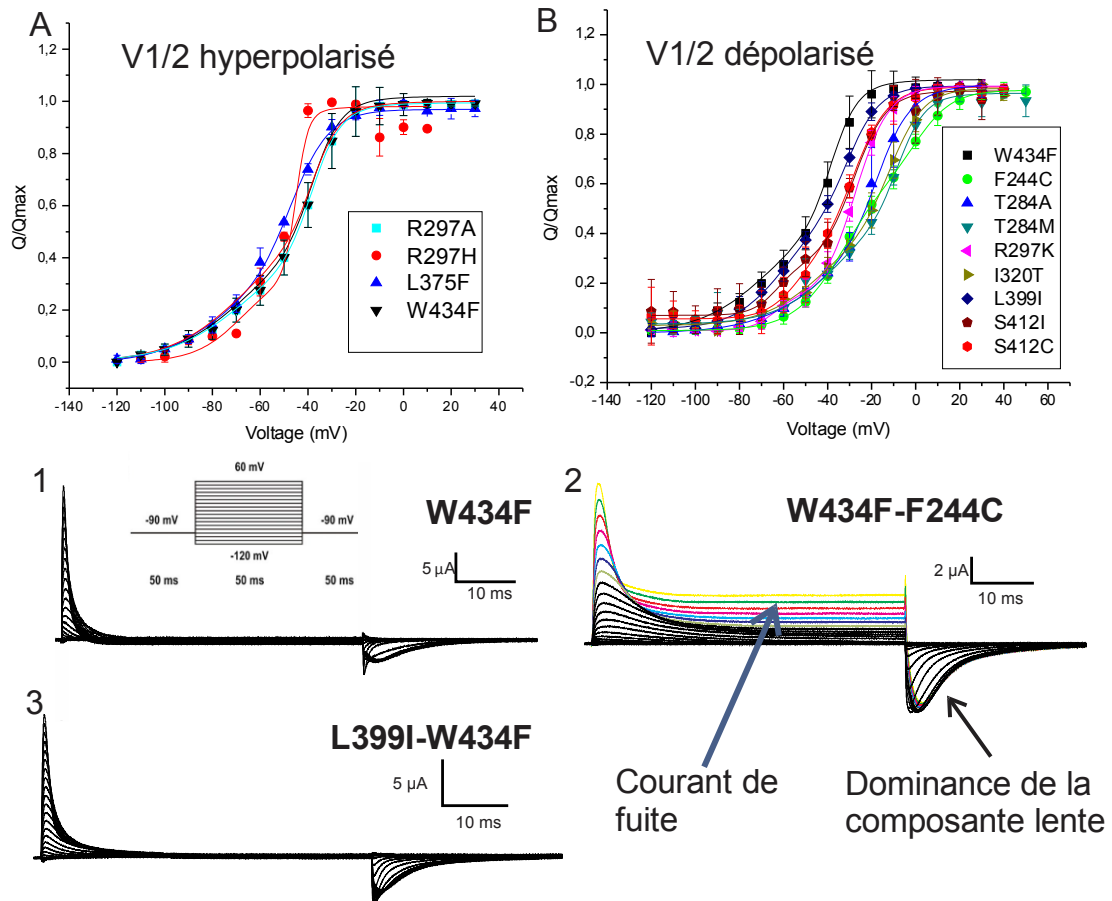 A
V1/2 hyperpolarisé
1,2
1,0
0,8
0,6
0,4
0,2
0,0
Q/Qmax
-140 -120 -100 -80 -60 -40 -20 0 20 40
Voltage (mV)
R297A
R297H
L375F
W434F
B
V1/2 dépolarisé
1,2
1,0
0,8
0,6
0,4
0,2
0,0
-0,2
Q/Qmax
-140 -120 -100 -80 -60 -40 -20 0 20 40 60
Voltage (mV)
W434F
F244C
T284A
T284M
R297K
I320T
L399I
S412I
S412C
1
60 mV
-90 mV
-90 mV
-120 mV
50 ms 50 ms 50 ms
W434F
5 µA
10 ms
2
W434F-F244C
2 µA
10 ms
Courant de
fuite
Dominance de la
composante lente
3
L399I-W434F
5 µA
10 ms